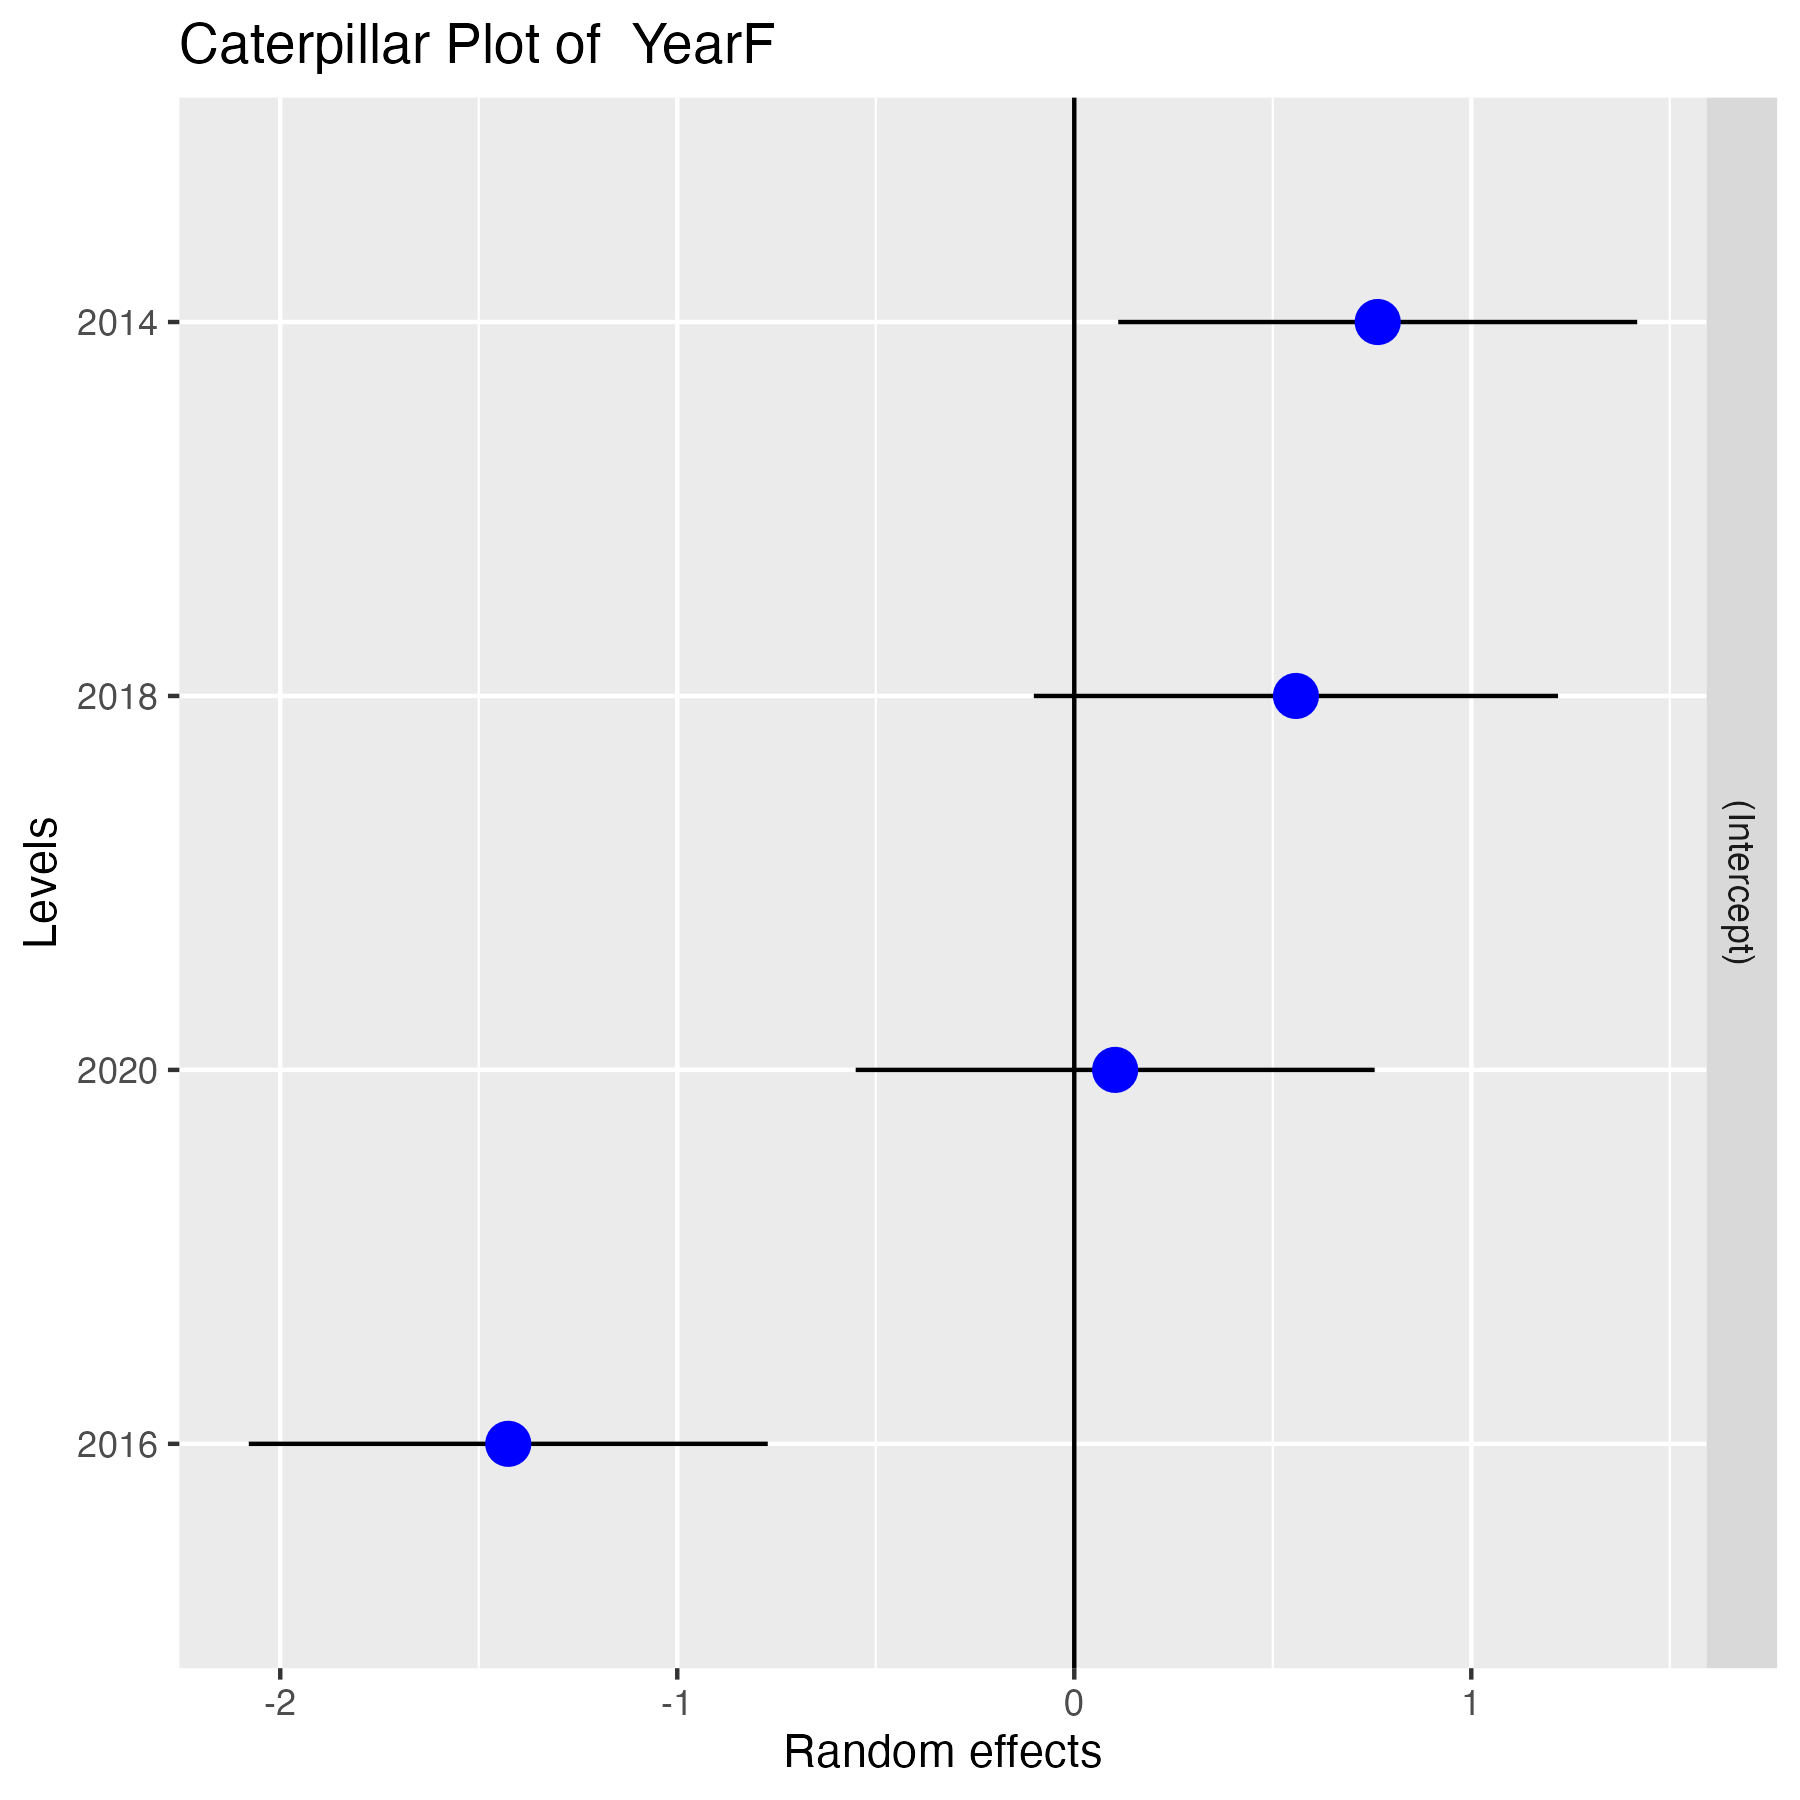 Caterpillar Plot of  YearF
2014
2018
2020
2016
Levels
(Intercept)
-2 -1 0 1
Random effects